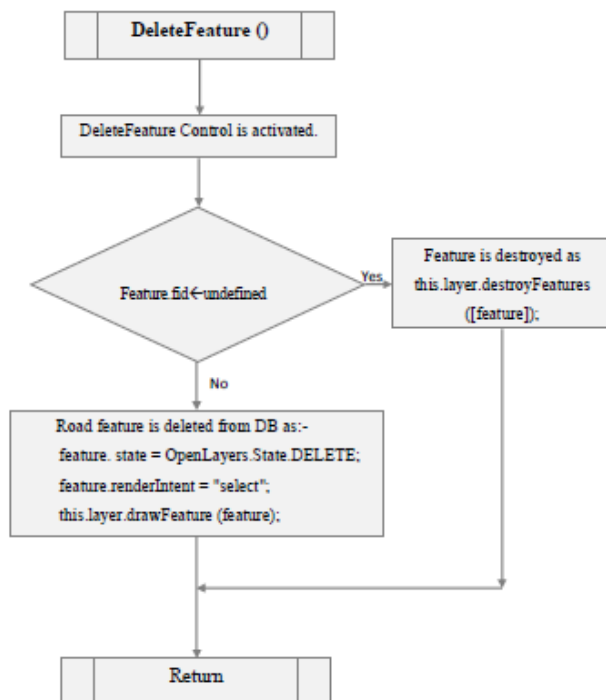 DeleteFeature ()
DeleteFeature Control is activated.
Feature.fid←undefined
Yes
Feature is destroyed as
this.layer.destroyFeatures
([feature]);
No
Road feature is deleted from DB as:-
feature. state = OpenLayers.State.DELETE;
feature.renderIntent = "select";
this.layer.drawFeature (feature);
Return